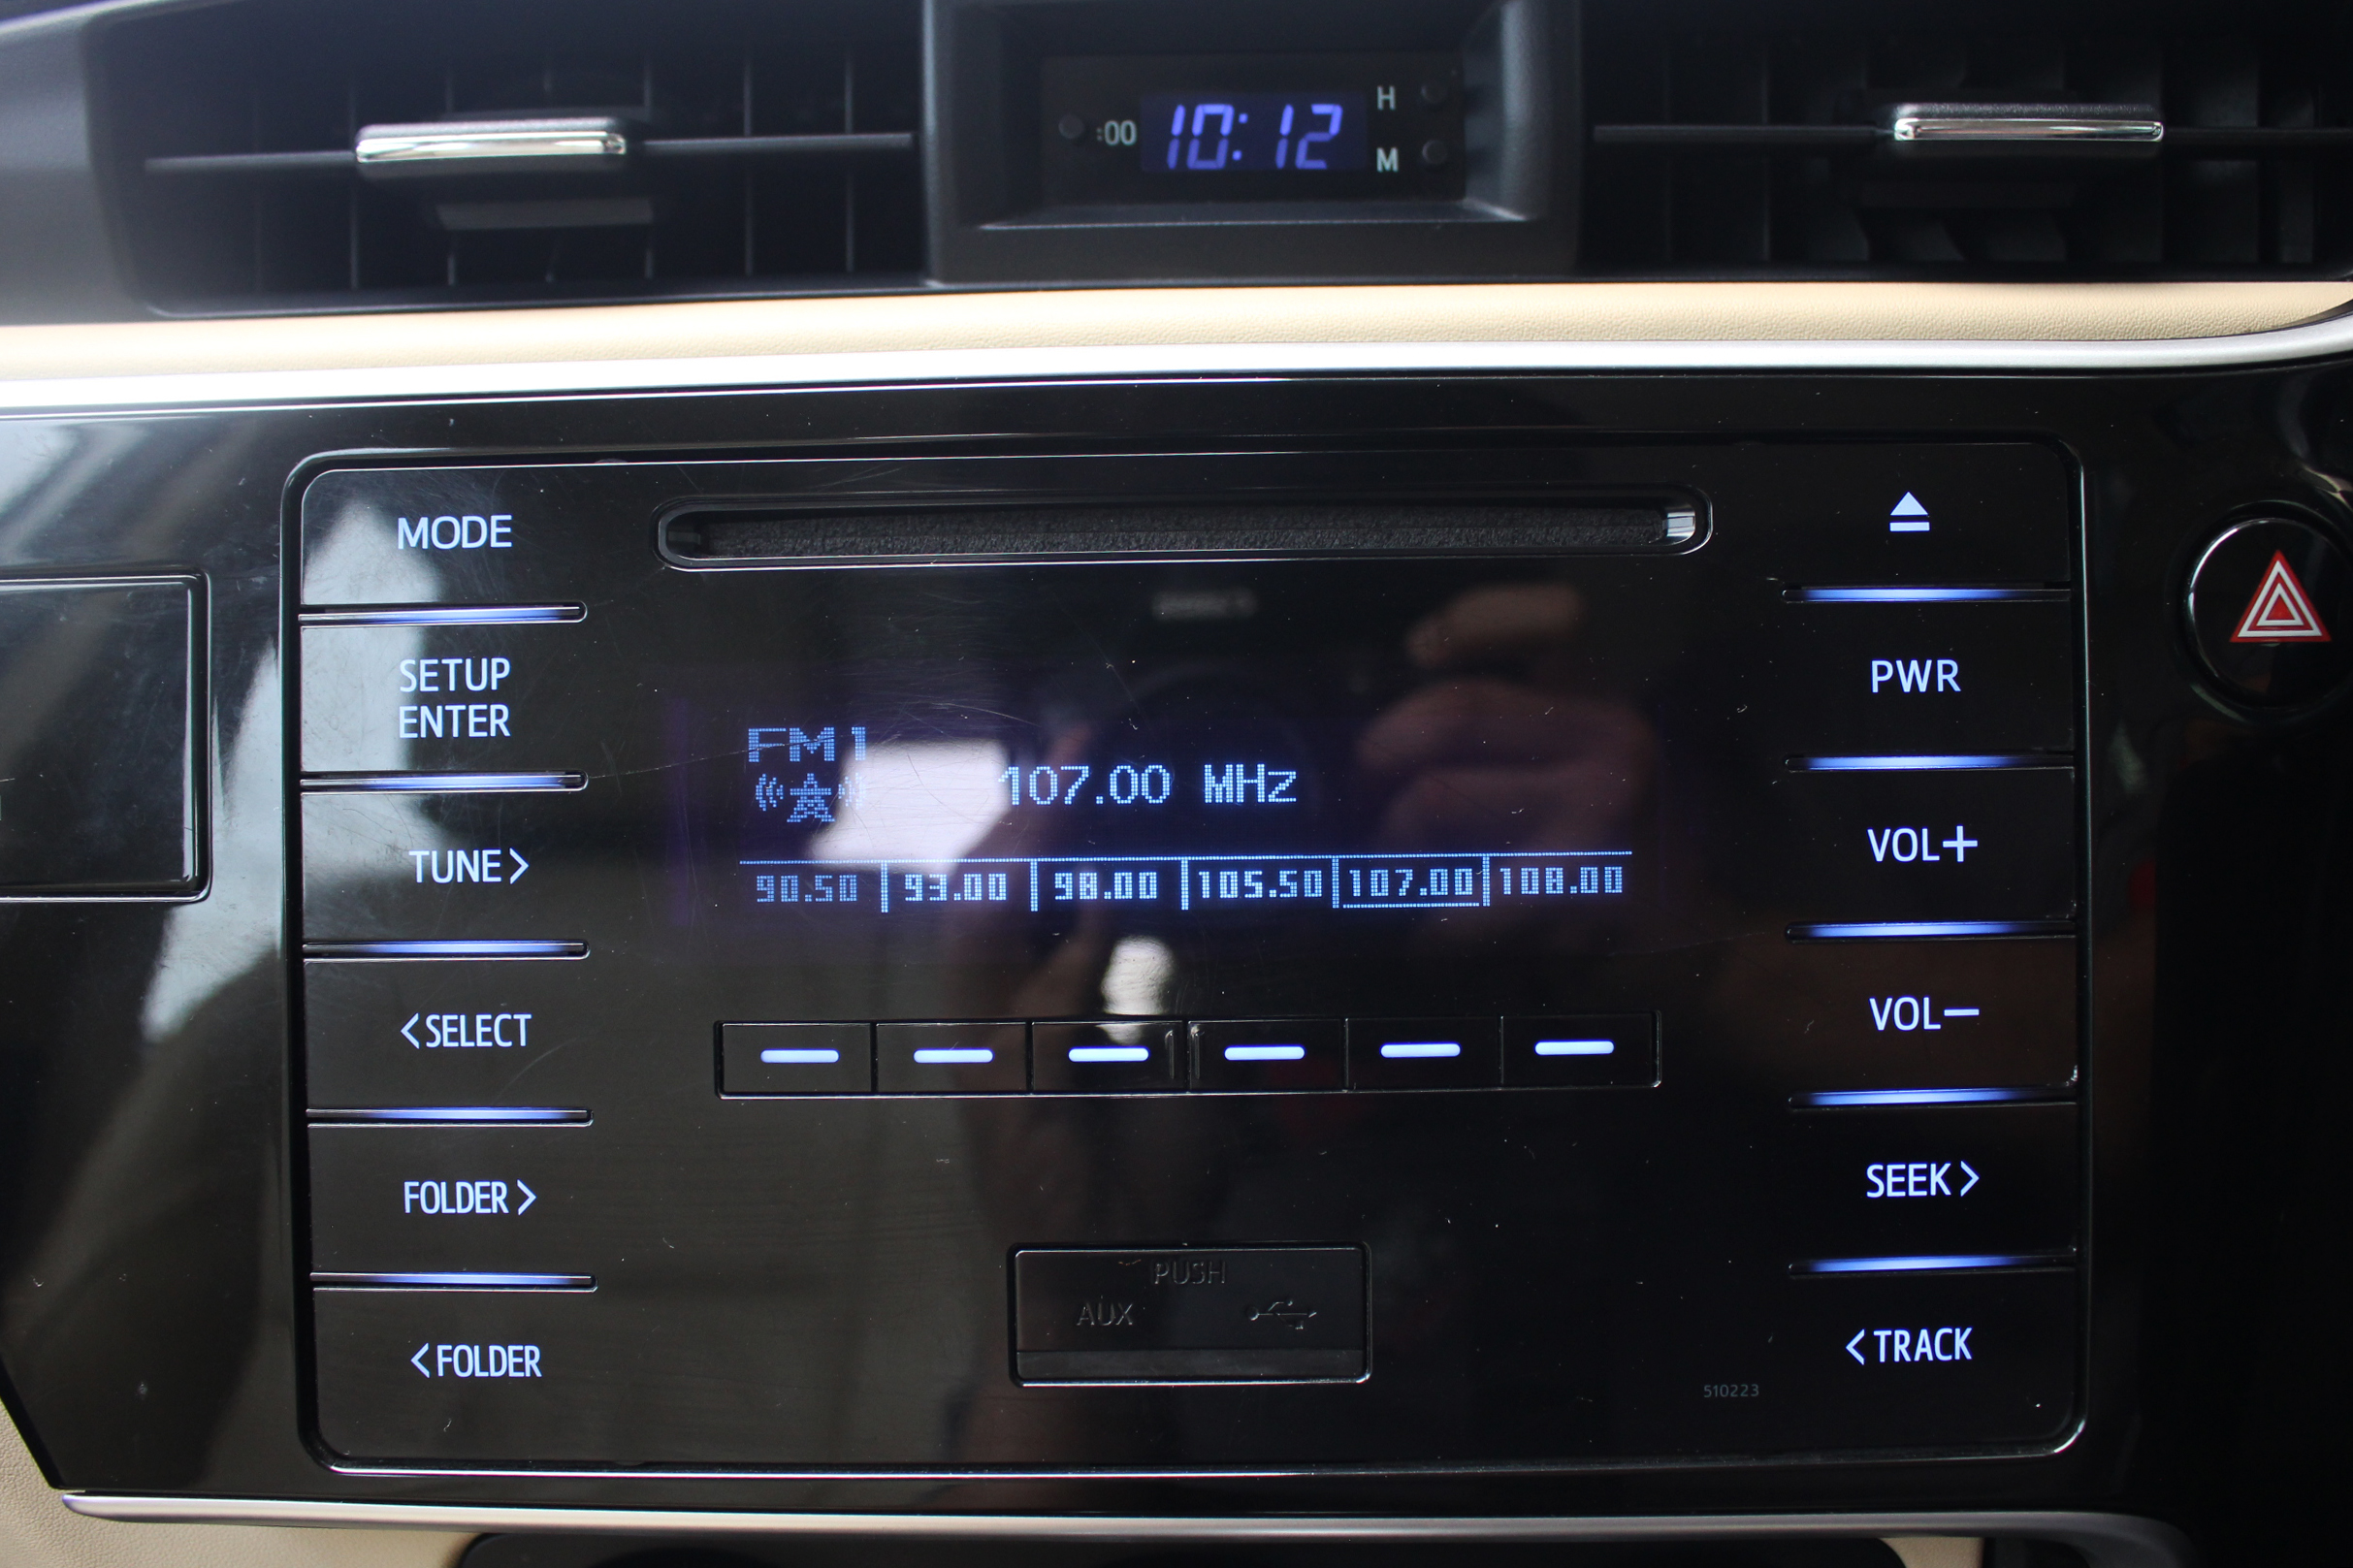 :00 10:12 H
M
MODE
SETUP
ENTER
TUNE>
<SELECT
FOLDER>
<FOLDER
FM1
107.00 MHz
90.50 93.00 98.00 105.50 107.00 108.00
PUSH
AUX
PWR
VOL+
VOL-
SEEK>
<TRACK
510223